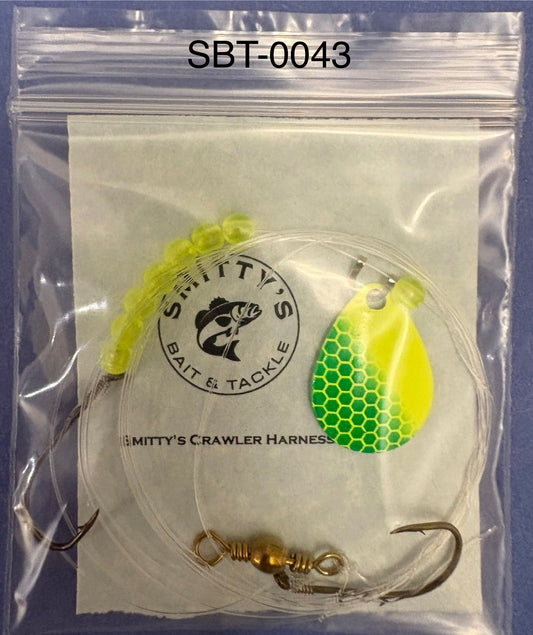 SBT-0043
SMITTY'S
BAIT & TACKLE
SMITTY'S CRAWLER HARNESS